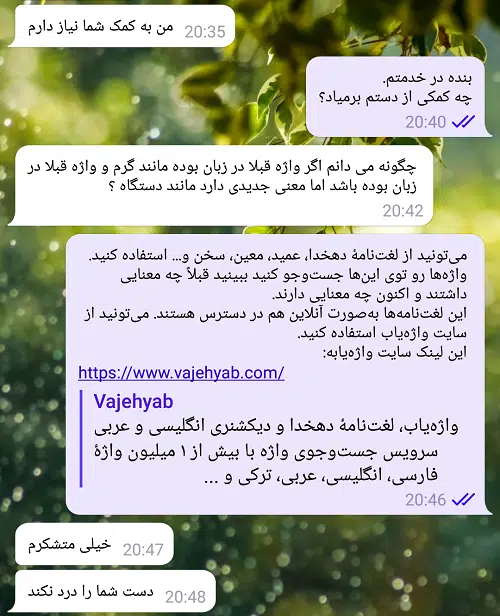 من به کمک شما نیاز دارم
20:35
بنده در خدمتم.
چه کمکی از دستم برمیاد؟
20:40
چگونه می دانم اگر واژه قبلا در زبان بوده مانند گرم و واژه قبلا در
زبان بوده باشد اما معنی جدیدی دارد مانند دستگاه ؟
20:42
می‌تونید از لغت‌نامهٔ دهخدا، عمید، معین، سخن و... استفاده کنید.
واژه‌ها رو توی این‌ها جست‌وجو کنید ببینید قبلاً چه معنایی
داشتند و اکنون چه معنایی دارند.
این لغت‌نامه‌ها به‌صورت آنلاین هم در دسترس هستند. می‌تونید از
سایت واژه‌یاب استفاده کنید.
این لینک سایت واژه‌یابه:
https://www.vajehyab.com/
Vajehyab
واژه‌یاب، لغت‌نامهٔ دهخدا و دیکشنری انگلیسی و عربی
سرویس جست‌وجوی واژه با بیش از ۱ میلیون واژهٔ
فارسی، انگلیسی، عربی، ترکی و ...
20:46
خیلی متشکرم
20:47
دست شما را درد نکند
20:48